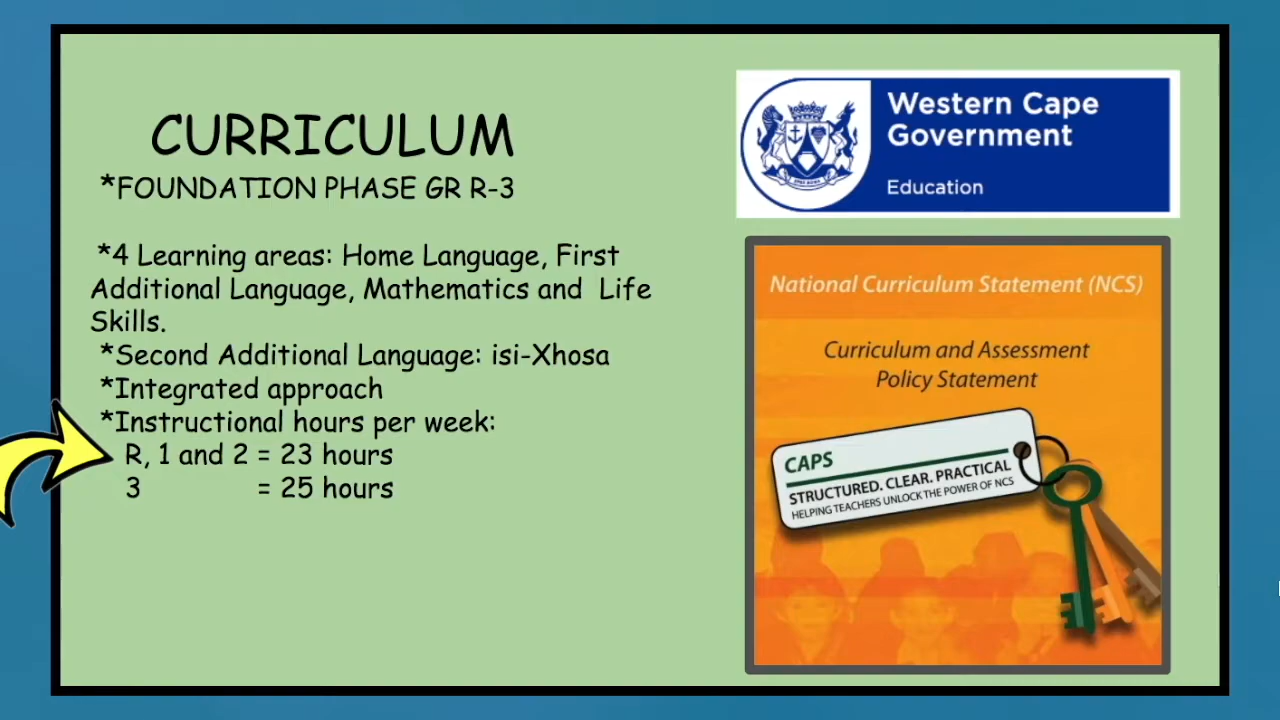 CURRICULUM
*FOUNDATION PHASE GR R-3
*4 Learning areas: Home Language, First
Additional Language, Mathematics and Life
Skills.
*Second Additional Language: isi-Xhosa
*Integrated approach
*Instructional hours per week:
R, 1 and 2 = 23 hours
3 = 25 hours
Western Cape
Government
Education
National Curriculum Statement (NCS)
Curriculum and Assessment
Policy Statement
CAPS
STRUCTURED. CLEAR. PRACTICAL
HELPING TEACHERS UNLOCK THE POWER OF NCS